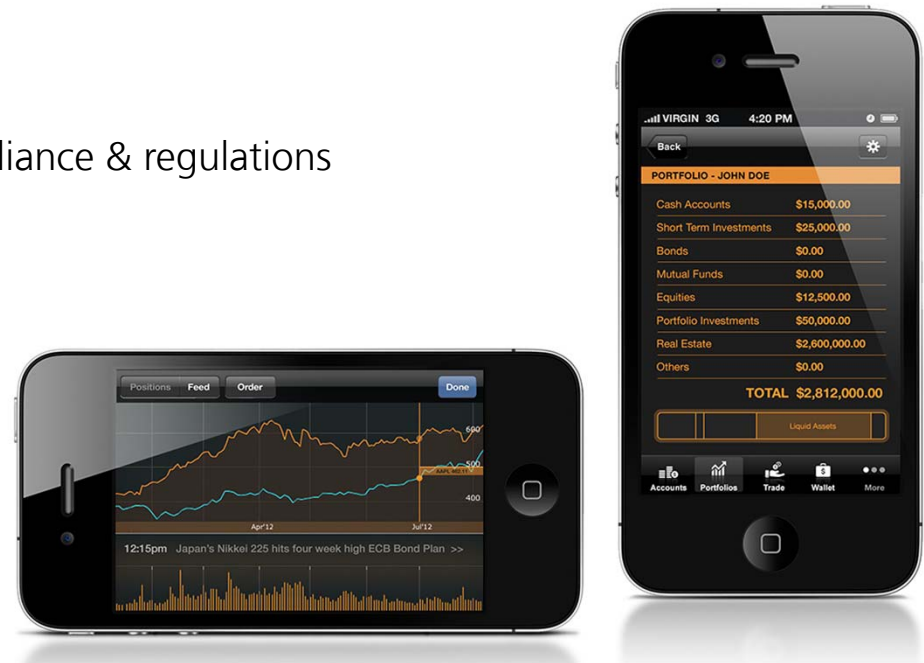 liance & regulations
VIRGIN 3G 4:20 PM
Back
PORTFOLIO - JOHN DOE
Cash Accounts $15,000.00
Short Term Investments $25,000.00
Bonds $0.00
Mutual Funds $0.00
Equities $12,500.00
Portfolio Investments $50,000.00
Real Estate $2,600,000.00
Others $0.00
TOTAL $2,812,000.00
Liquid Assets
Accounts Portfolios Trade Wallet More
Positions Feed Order Done
600
500
400
Apr'12 Jul'12
12:15pm Japan's Nikkei 225 hits four week high ECB Bond Plan >>